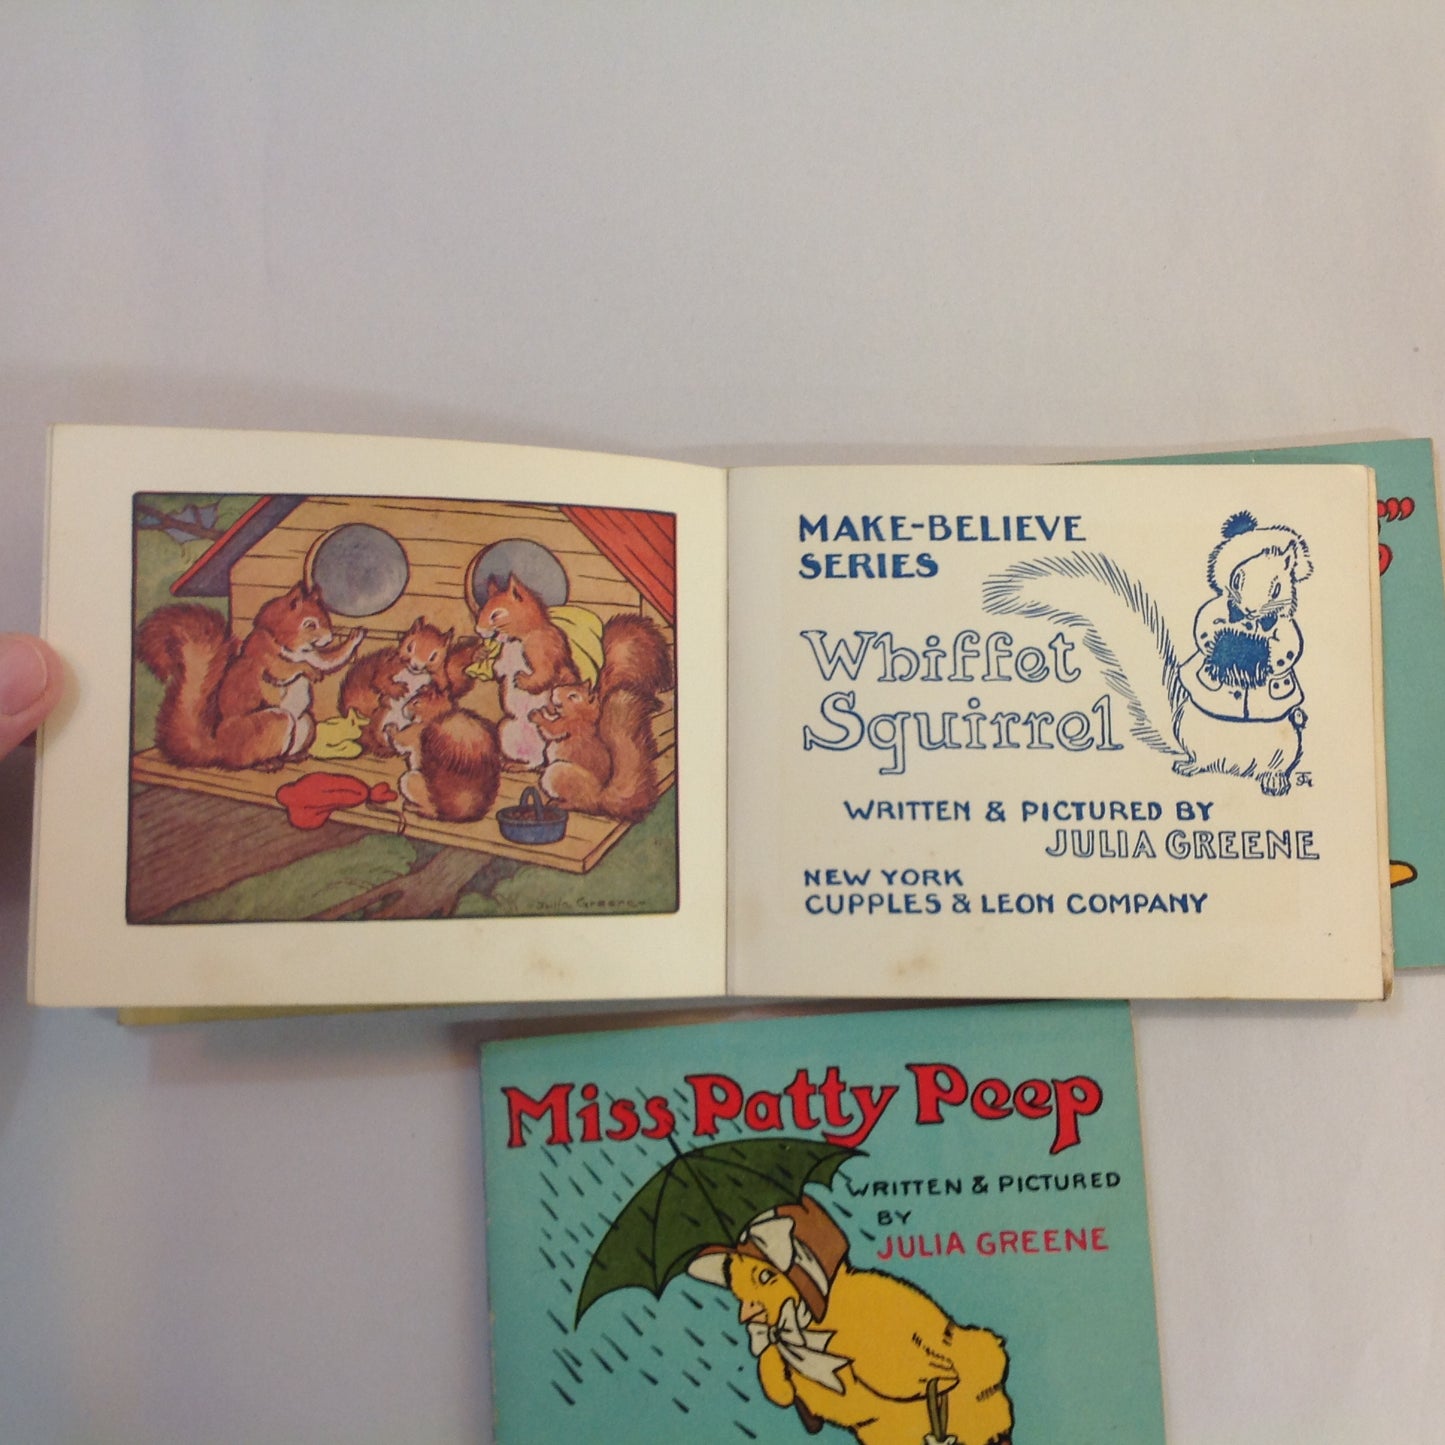 MAKE-BELIEVE
SERIES
Whiffet
Squirrel
WRITTEN & PICTURED BY
JULIA GREENE
NEW YORK
CUPPLES & LEON COMPANY
Julia Greene
Miss Patty Peep
WRITTEN & PICTURED
BY
JULIA GREENE